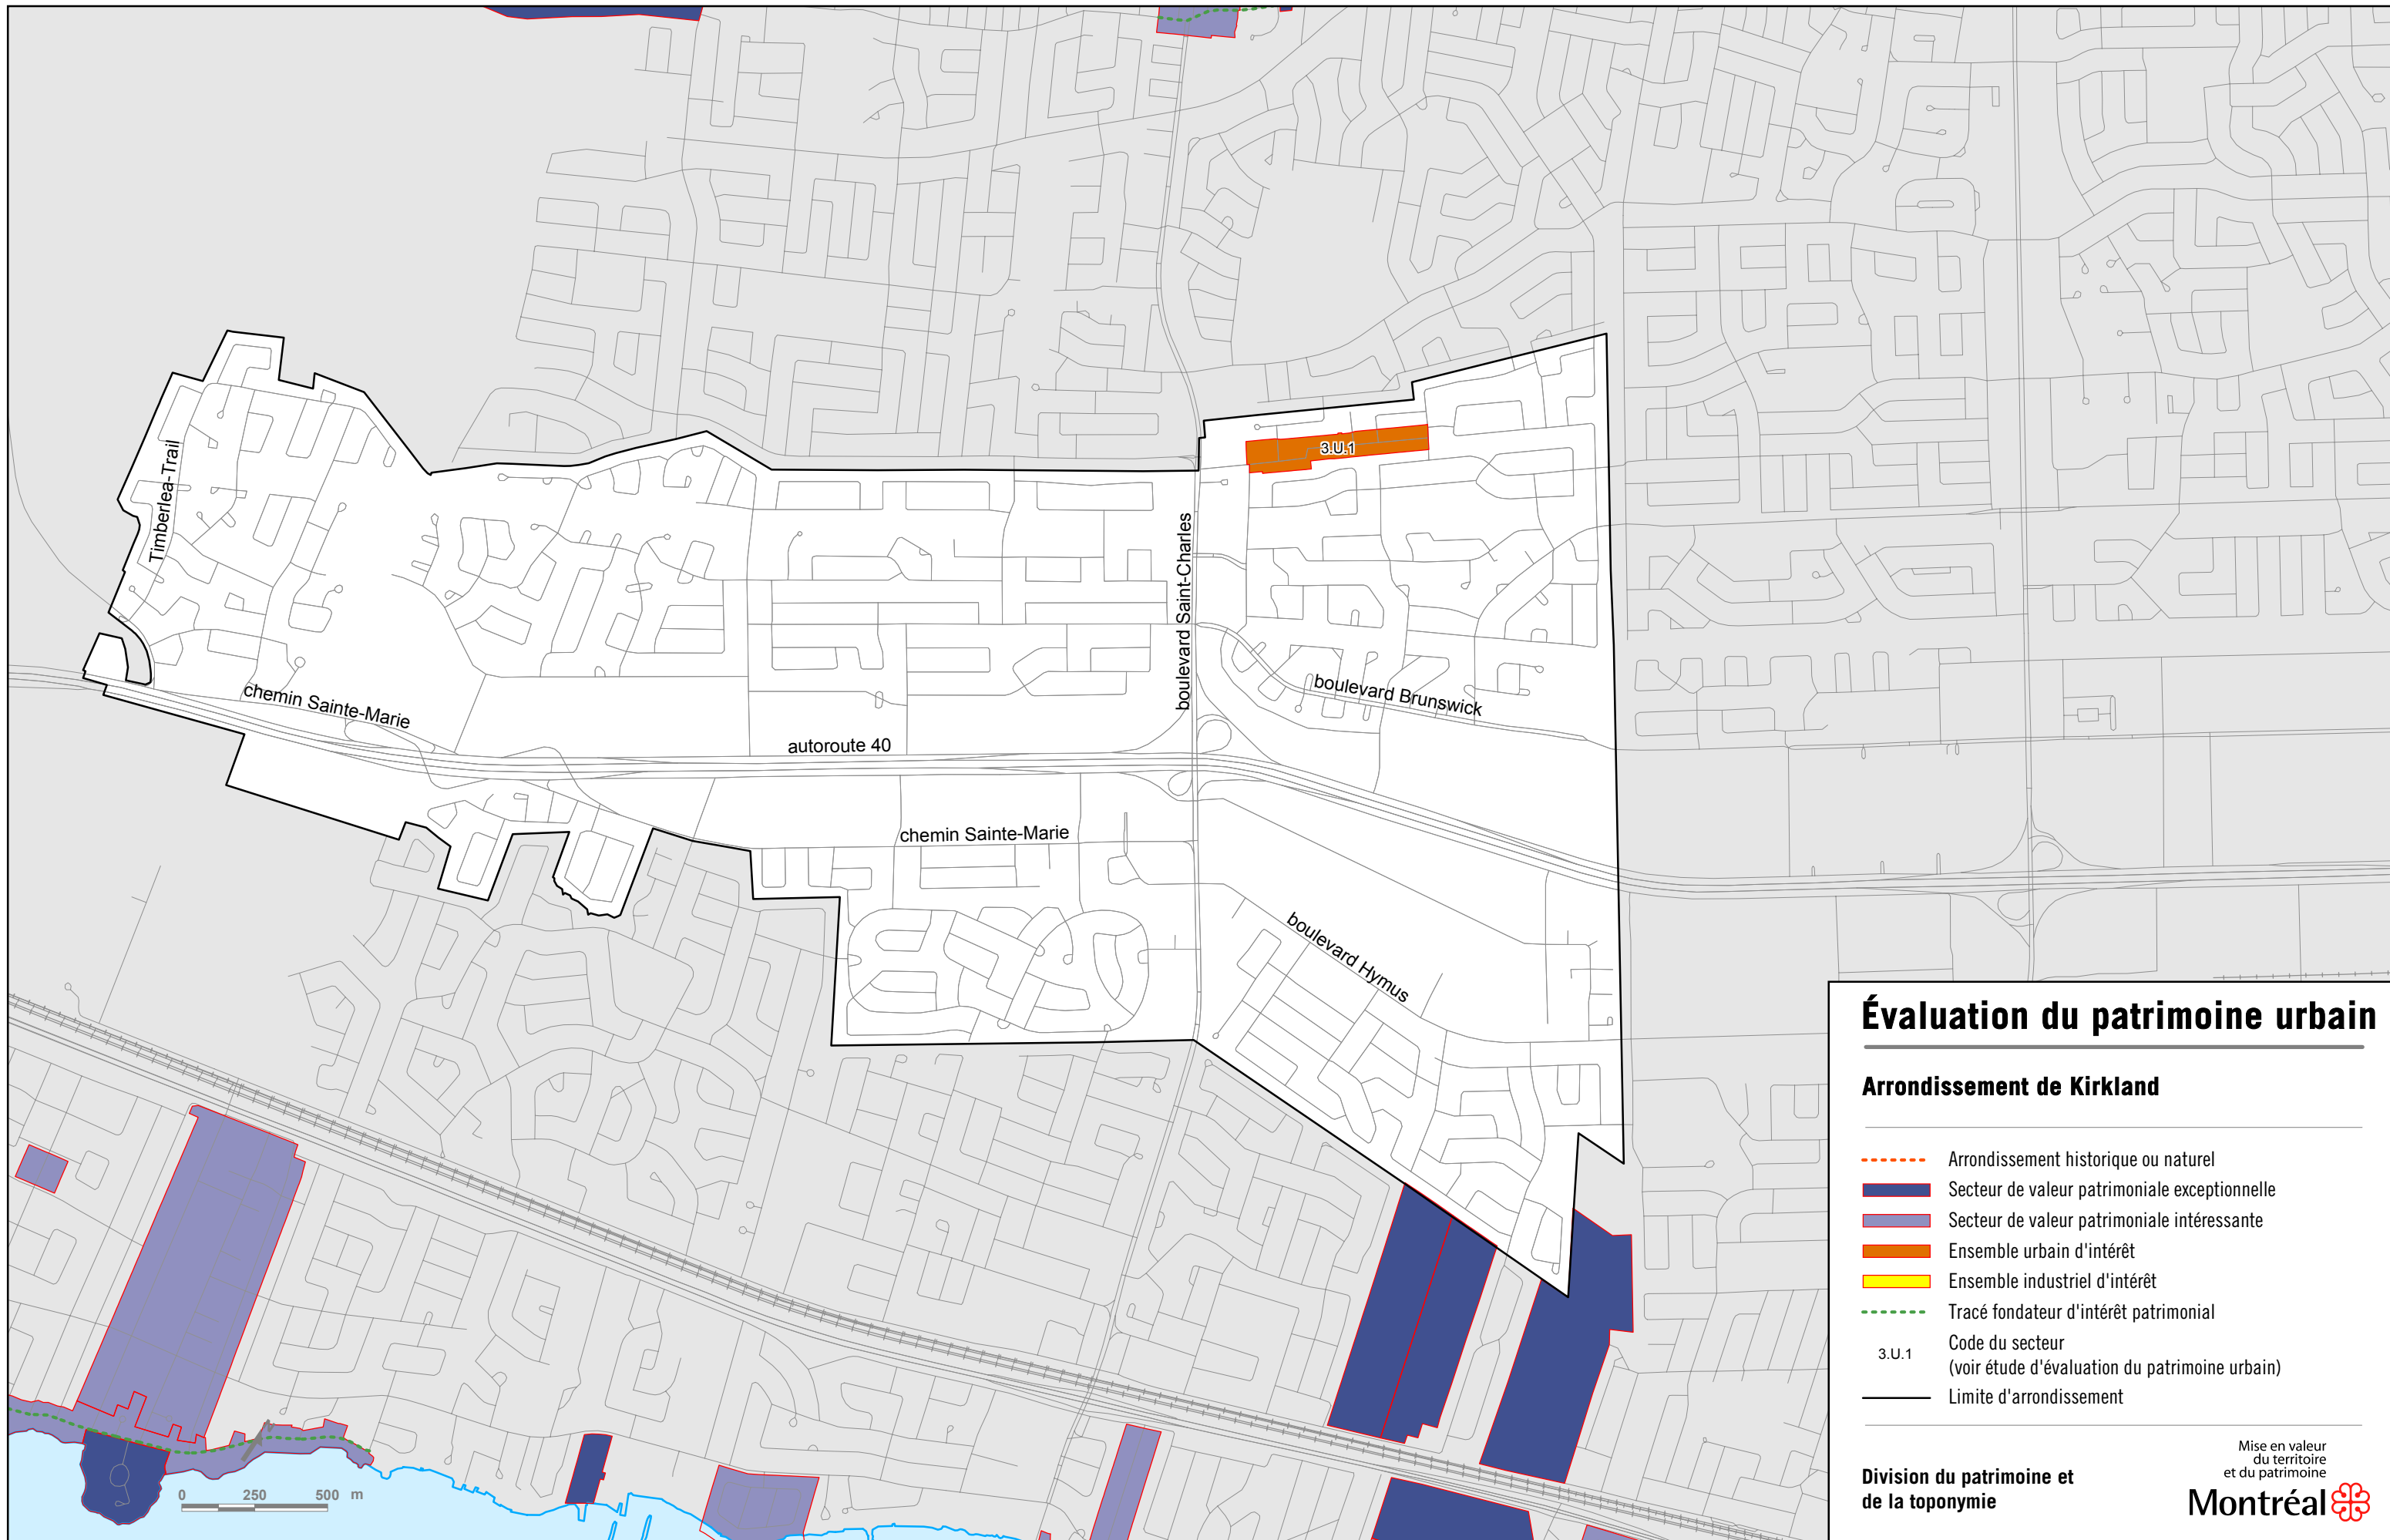 3.U.1
Timberlea-Trail
boulevard Saint-Charles
chemin Sainte-Marie
boulevard Brunswick
autoroute 40
chemin Sainte-Marie
boulevard Hymus
0 250 500 m
Évaluation du patrimoine urbain
Arrondissement de Kirkland
Arrondissement historique ou naturel
Secteur de valeur patrimoniale exceptionnelle
Secteur de valeur patrimoniale intéressante
Ensemble urbain d'intérêt
Ensemble industriel d'intérêt
Tracé fondateur d'intérêt patrimonial
3.U.1 Code du secteur
(voir étude d'évaluation du patrimoine urbain)
Limite d'arrondissement
Division du patrimoine et
de la toponymie
Mise en valeur
du territoire
et du patrimoine
Montréal